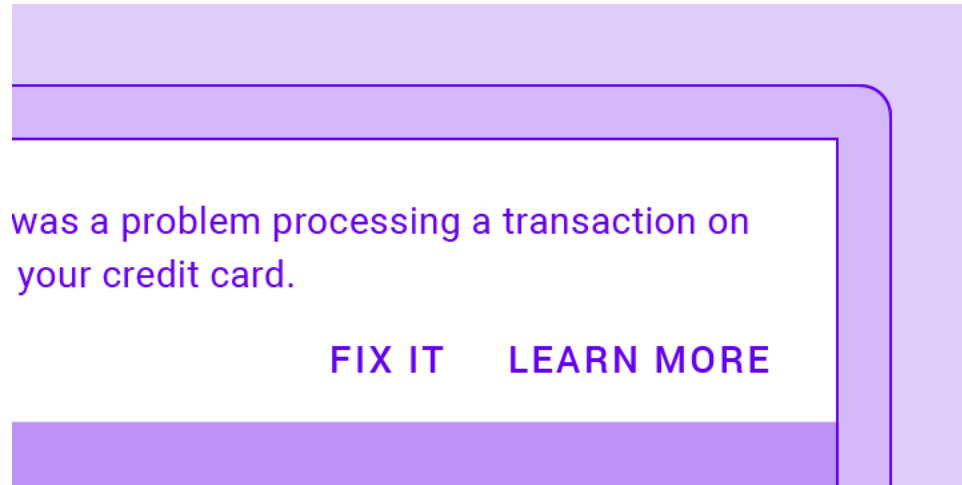 was a problem processing a transaction on
your credit card.
FIX IT LEARN MORE